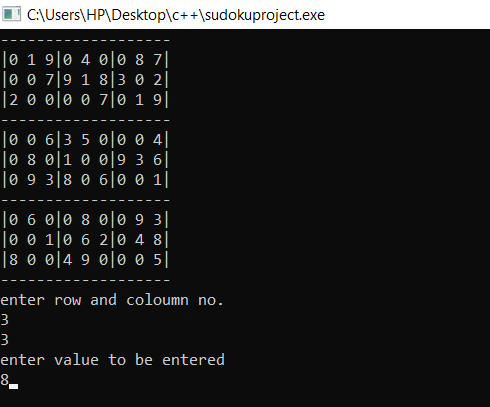 C:\Users\HP\Desktop\c++\sudokuproject.exe
-------------------
|0 1 9|0 4 0|0 8 7|
|0 0 7|9 1 8|3 0 2|
|2 0 0|0 0 7|0 1 9|
-------------------
|0 0 6|3 5 0|0 0 4|
|0 8 0|1 0 0|9 3 6|
|0 9 3|8 0 6|0 0 1|
-------------------
|0 6 0|0 8 0|0 9 3|
|0 0 1|0 6 2|0 4 8|
|8 0 0|4 9 0|0 0 5|
-------------------
enter row and coloumn no.
3
3
enter value to be entered
8